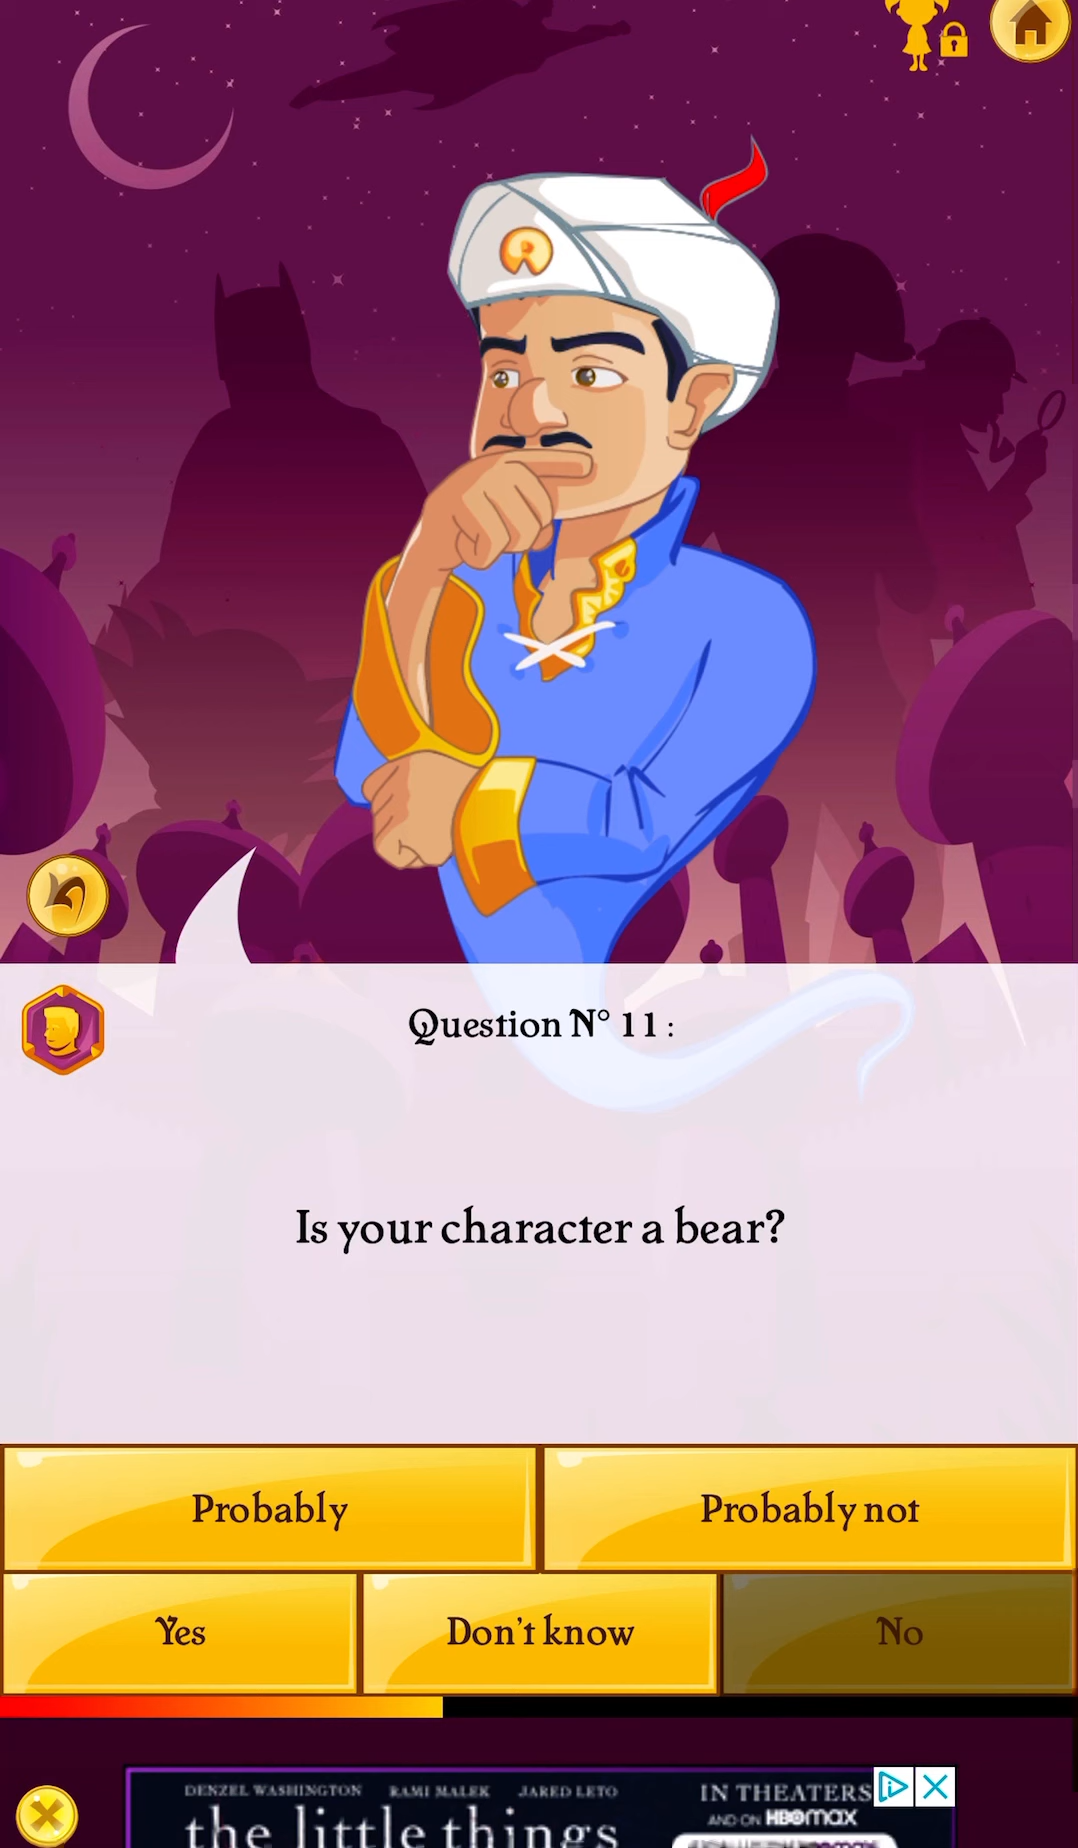 Question N° 11 :
Is your character a bear?
Probably
Probably not
Yes
Don't know
No
DENZEL WASHINGTON RAMI MALEK JARED LETO
the little things
IN THEATERS
AND ON HBOMAX